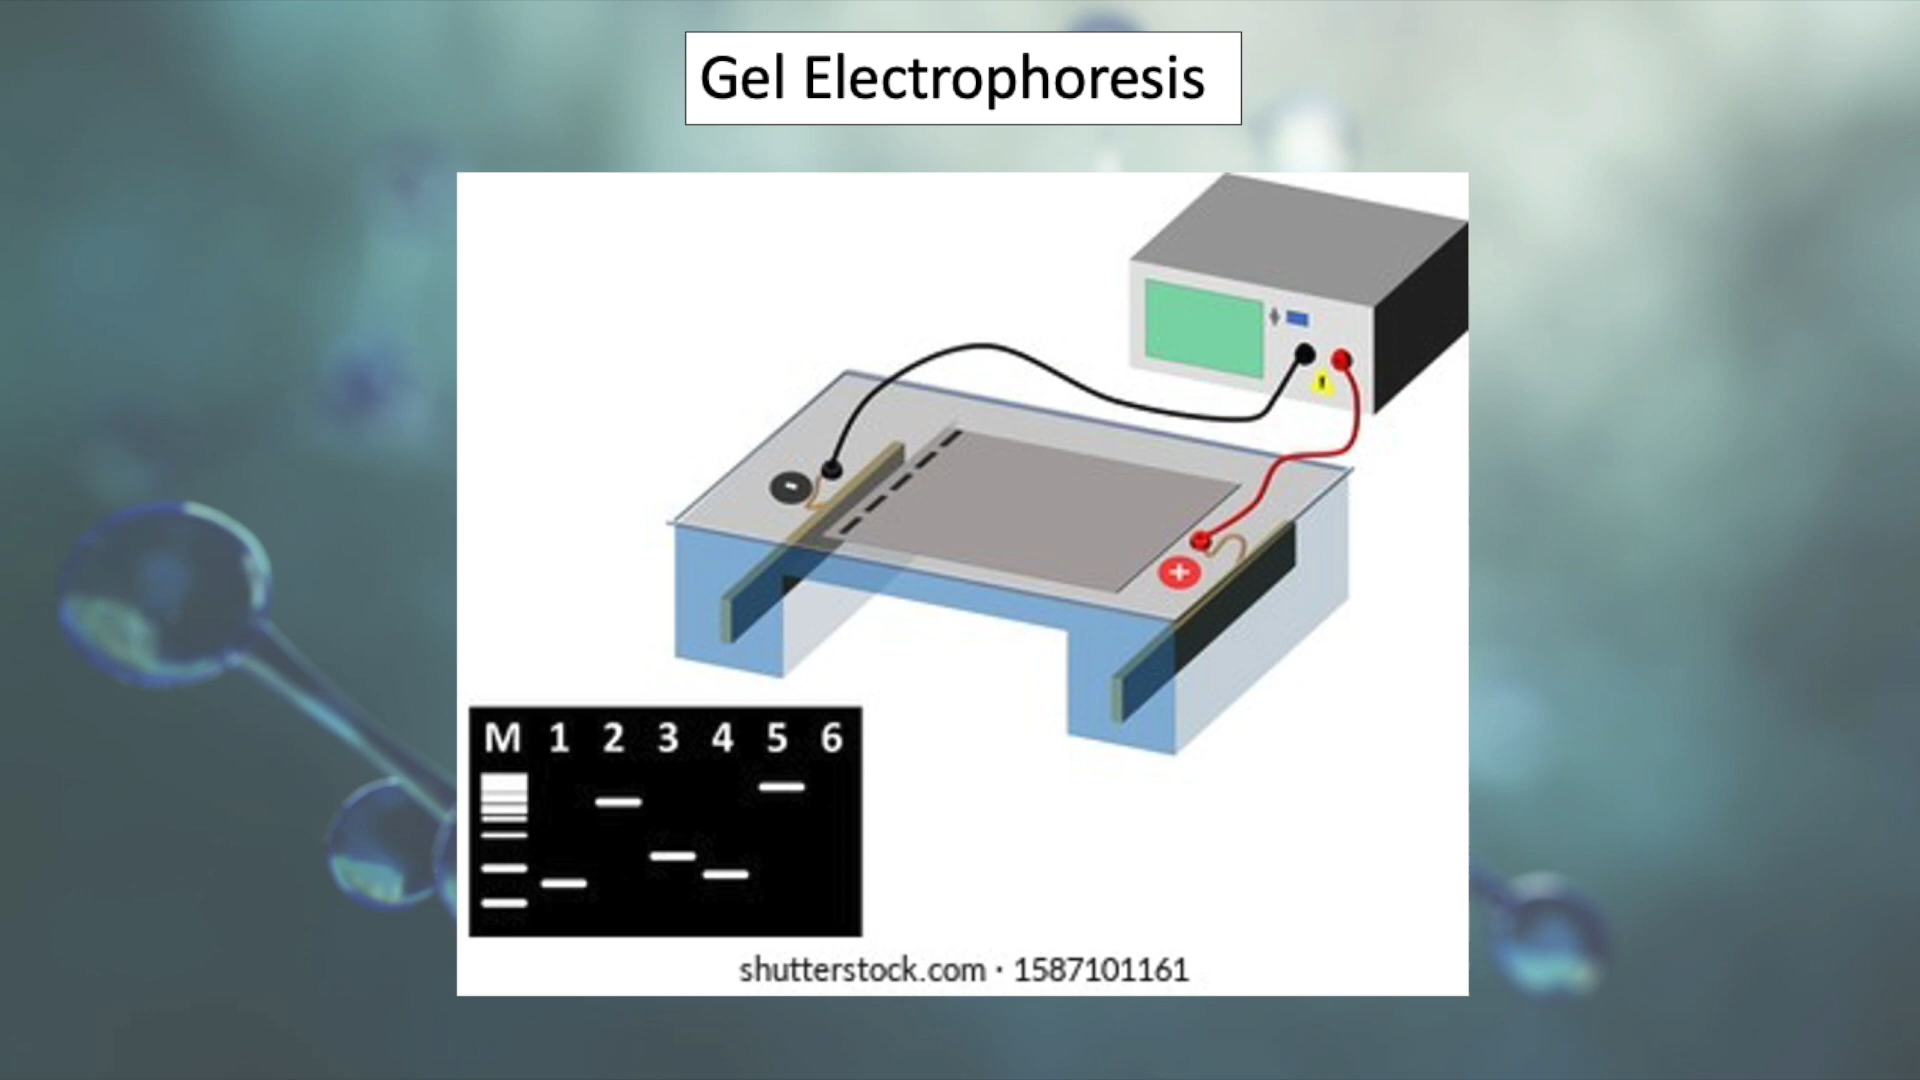 Gel Electrophoresis
-
+
M 1 2 3 4 5 6
shutterstock.com · 1587101161